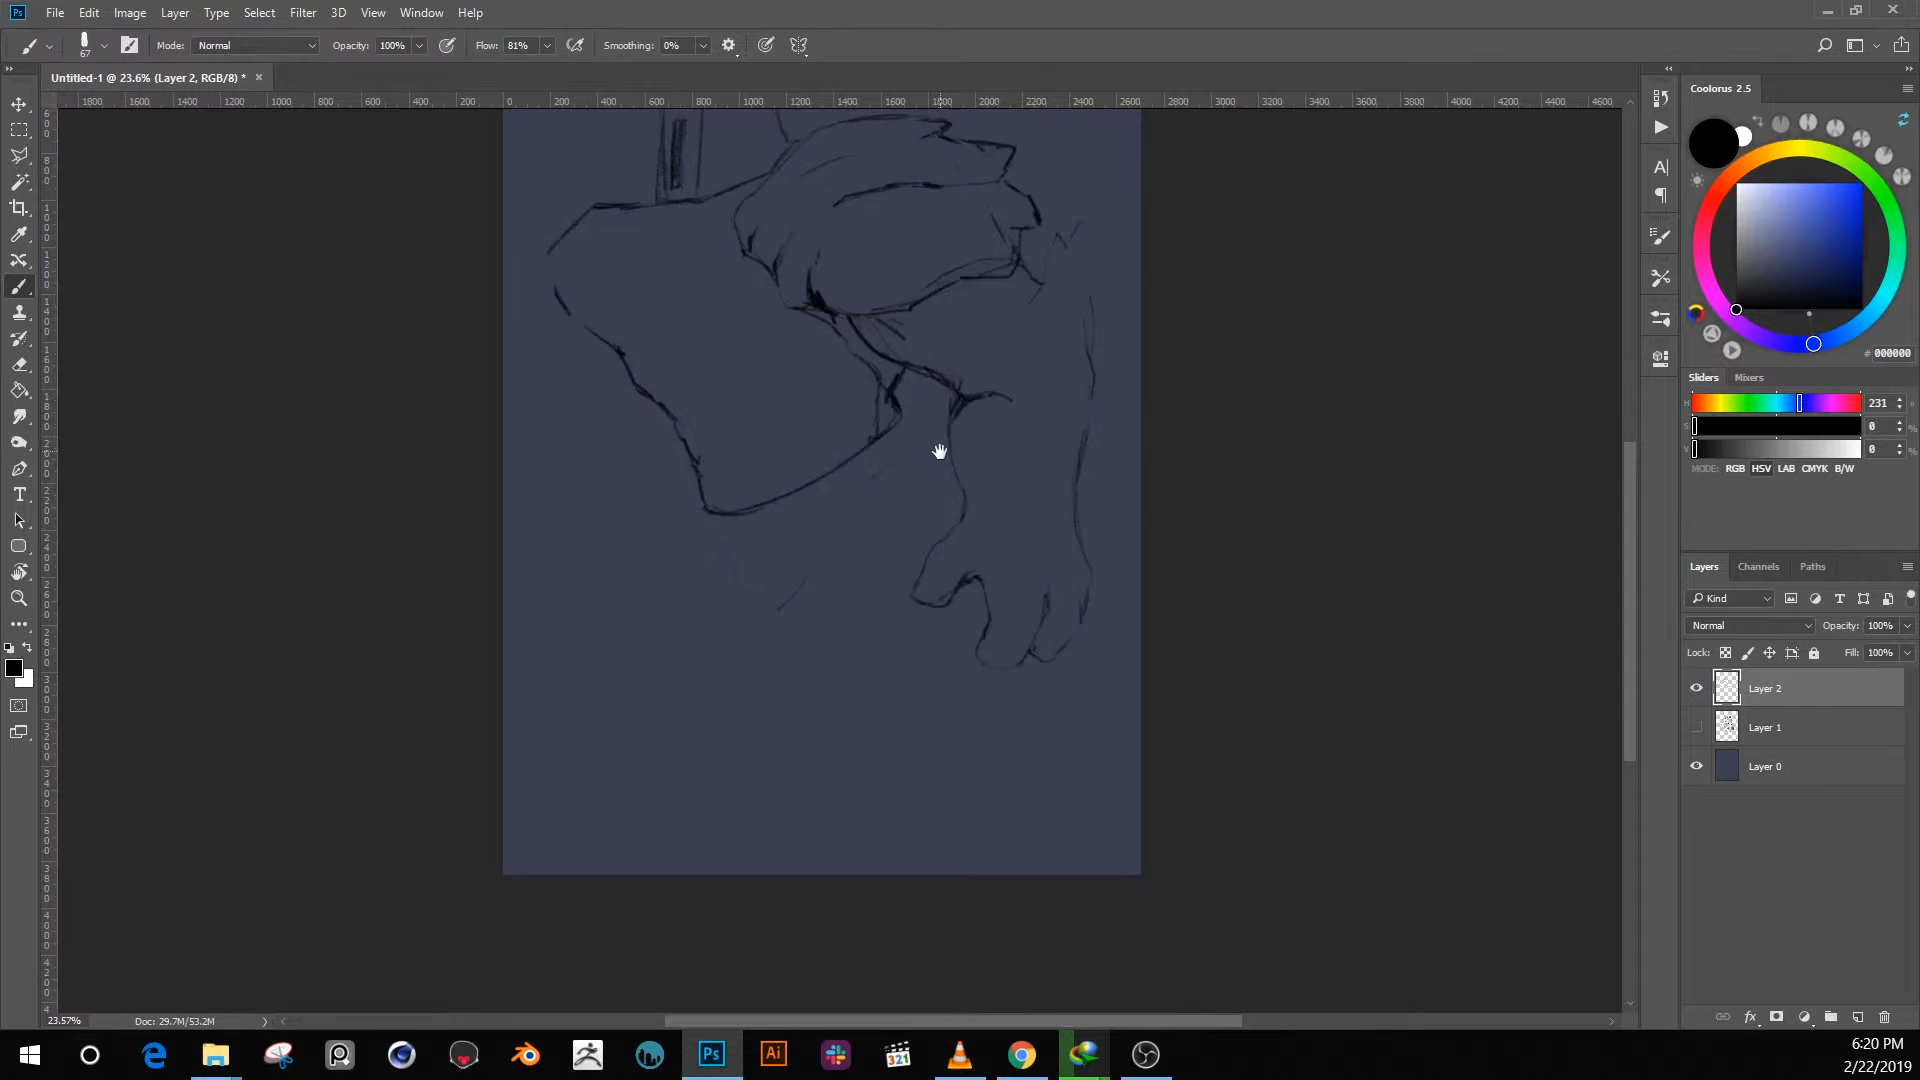 Ps File Edit Image Layer Type Select Filter 3D View Window Help
67 Mode: Normal Opacity: 100% Flow: 81% Smoothing: 0%
Untitled-1 @ 23.6% (Layer 2, RGB/8) * ×
1800 1600 1400 1200 1000 800 600 400 200 0 200 400 600 800 1000 1200 1400 1600 1800 2000 2200 2400 2600 2800 3000 3200 3400 3600 3800 4000 4200 4400 4600
Coolorus 2.5
# 000000
Sliders Mixers
H 231 °
S 0 %
V 0 %
MODE: RGB HSV LAB CMYK B/W
Layers Channels Paths
Kind
Normal Opacity: 100%
Lock: Fill: 100%
Layer 2
Layer 1
Layer 0
23.57% Doc: 29.7M/53.2M
Ps Ai 321
6:20 PM
2/22/2019